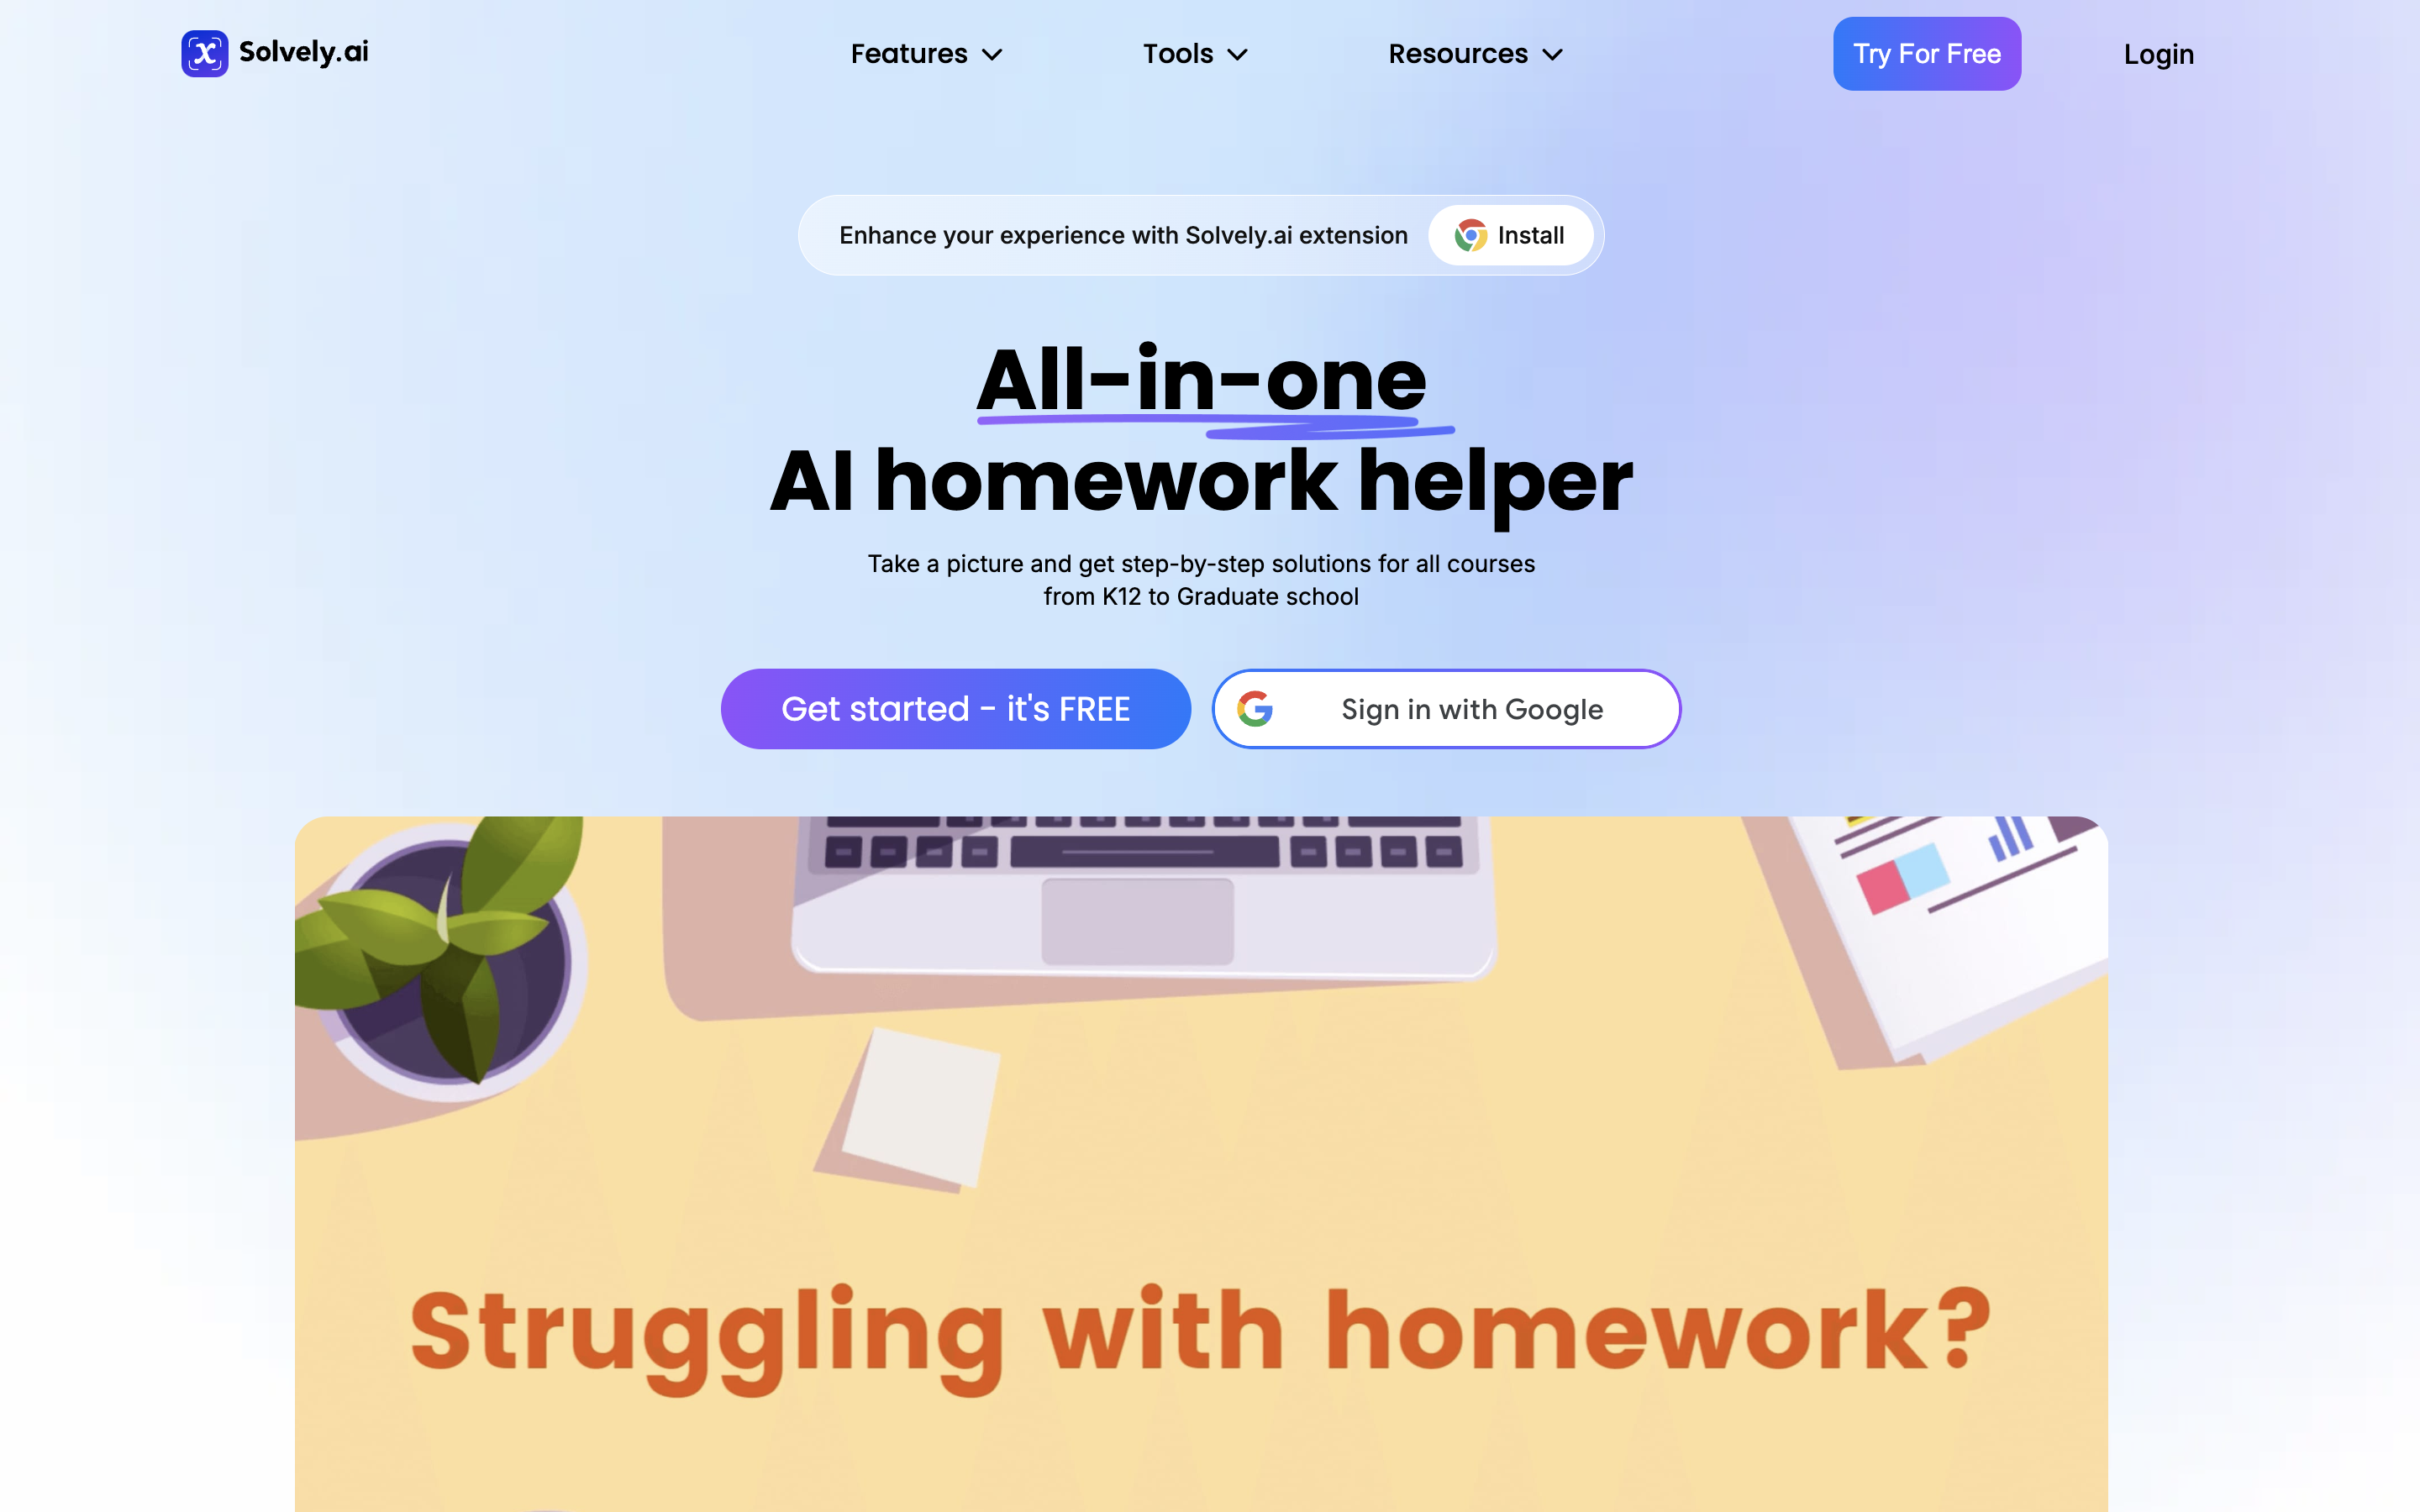 Solvely.ai
Features
Tools
Resources
Try For Free
Login
Enhance your experience with Solvely.ai extension
Install
All-in-one
AI homework helper
Take a picture and get step-by-step solutions for all courses
from K12 to Graduate school
Get started - it's FREE
Sign in with Google
Struggling with homework?